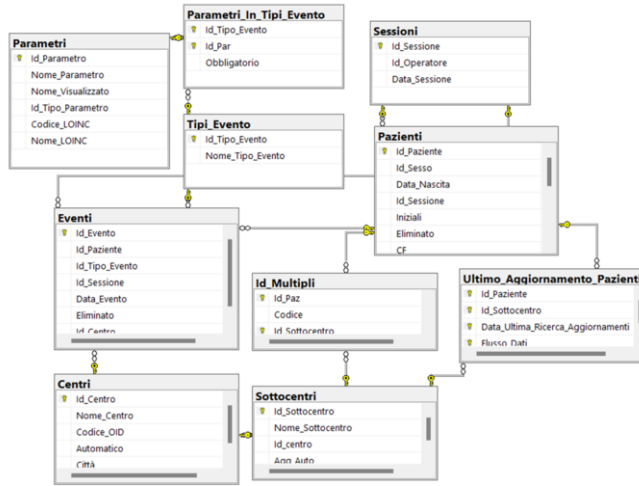 Parametri
Id_Parametro
Nome_Parametro
Nome_Visualizzato
Id_Tipo_Parametro
Codice_LOINC
Nome_LOINC
Parametri_In_Tipi_Evento
Id_Tipo_Evento
Id_Par
Obbligatorio
Sessioni
Id_Sessione
Id_Operatore
Data_Sessione
Tipi_Evento
Id_Tipo_Evento
Nome_Tipo_Evento
Pazienti
Id_Paziente
Id_Sesso
Data_Nascita
Id_Sessione
Iniziali
Eliminato
CF
Eventi
Id_Evento
Id_Paziente
Id_Tipo_Evento
Id_Sessione
Data_Evento
Eliminato
Id_Centro
Id_Multipli
Id_Paz
Codice
Id_Sottocentro
Ultimo_Aggiornamento_Pazienti
Id_Paziente
Id_Sottocentro
Data_Ultima_Ricerca_Aggiornamenti
Flusso_Dati
Centri
Id_Centro
Nome_Centro
Codice_OID
Automatico
Città
Sottocentri
Id_Sottocentro
Nome_Sottocentro
Id_centro
Agg_Auto